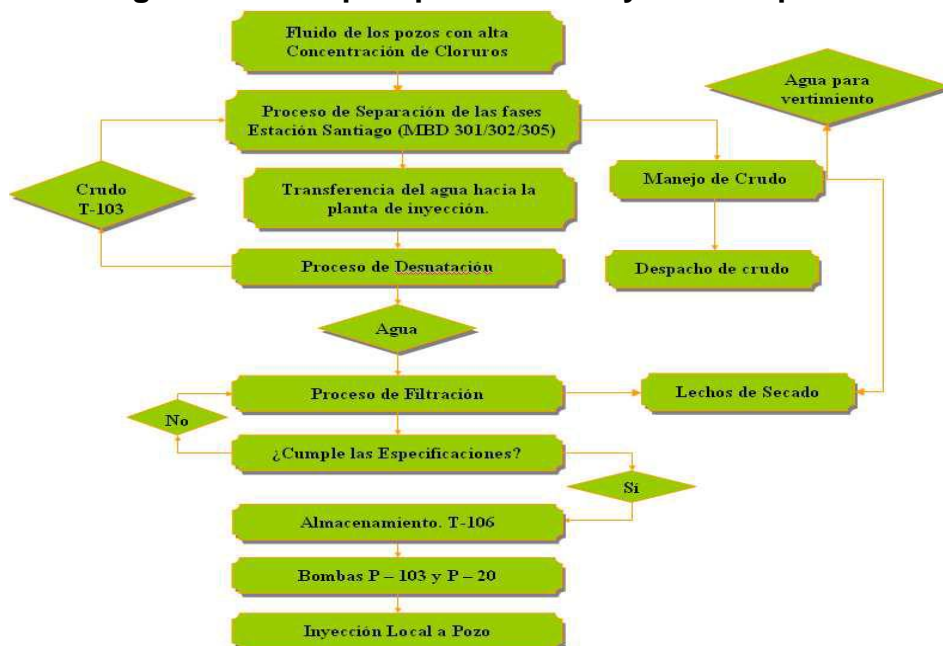 Fluido de los pozos con alta
Concentración de Cloruros
Agua para
vertimiento
Proceso de Separación de las fases
Estación Santiago (MBD 301/302/305)
Crudo
T-103
Transferencia del agua hacia la
planta de inyección.
Manejo de Crudo
Proceso de Desnatación
Despacho de crudo
Agua
Proceso de Filtración
Lechos de Secado
No
¿Cumple las Especificaciones?
Sí
Almacenamiento. T-106
Bombas P – 103 y P – 20
Inyección Local a Pozo